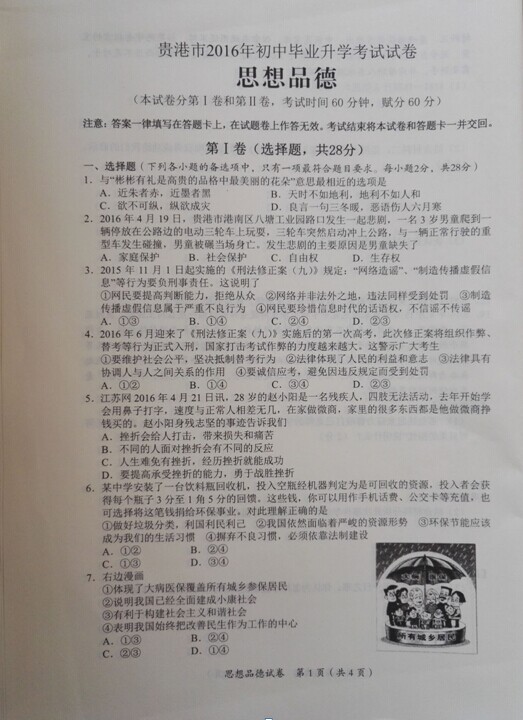 贵港市2016年初中毕业升学考试试卷
思想品德
（本试卷分第Ⅰ卷和第Ⅱ卷，考试时间60分钟，赋分60分）
注意：答案一律填写在答题卡上，在试题卷上作答无效。考试结束将本试卷和答题卡一并交回。
第Ⅰ卷（选择题，共28分）
一、选择题（下列各小题的备选项中，只有一项最符合题目要求。每小题2分，共28分）
1．与“彬彬有礼是高贵的品格中最美丽的花朵”意思最相近的选项是
A．近朱者赤，近墨者黑 B．天时不如地利，地利不如人和
C．欲不可纵，纵欲成灾 D．良言一句三冬暖，恶语伤人六月寒
2．2016年4月19日，贵港市港南区八塘工业园路口发生一起悲剧，一名3岁男童爬到一
辆停放在公路边的电动三轮车上玩耍，三轮车突然启动冲上公路，与一辆正常行驶的重
型车发生碰撞，男童被碾当场身亡。发生悲剧的主要原因是男童缺失了
A．家庭保护 B．社会保护 C．自由权 D．生存权
3．2015年11月1日起实施的《刑法修正案（九）》规定：“网络造谣”、“制造传播虚假信
息”等行为要负刑事责任。这说明了
①网民要提高判断能力，拒绝从众 ②网络并非法外之地，违法同样受到处罚 ③制造
传播虚假信息属于严重不良行为 ④网民要珍惜信息时代的话语权，不信谣不传谣
A．①③ B．①④ C．②④ D．②③
4．2016年6月迎来了《刑法修正案（九）》实施后的第一次高考，此次修正案将组织作弊、
替考等行为正式入刑，国家打击考试作弊的力度越来越大。这警示广大考生
①要维护社会公平，坚决抵制替考行为 ②法律体现了人民的利益和意志 ③法律具有
协调人与人之间关系的作用 ④要诚信应考，避免因违反规定而受到处罚
A．①② B．①④ C．③④ D．②③
5．江苏网2016年4月21日讯，28岁的赵小阳是一名残疾人，四肢无法活动，去年开始学
会用鼻子打字，速度与正常人相差无几，在家做微商，家里的很多东西都是他做微商挣
钱买的。赵小阳身残志坚的事迹告诉我们
A．挫折会给人打击，带来损失和痛苦
B．不同的人面对挫折会有不同的反应
C．人生难免有挫折，经历挫折就能成功
D．要提高承受挫折的能力，勇于战胜挫折
6．某中学安装了一台饮料瓶回收机，投入空瓶经机器判定为是可回收的资源，投入者会获
得每个瓶子3分至1角5分的回馈。这些钱，你可以用作手机话费、公交卡等充值，也
可选择将这笔钱捐给环保事业，对此理解正确的是
①做好垃圾分类，利国利民利己 ②我国依然面临着严峻的资源形势 ③环保节能应该
成为我们的生活习惯 ④摒弃不良习惯，必须依靠法制建设
A．①② B．②④
C．①③ D．③④
7．右边漫画
①体现了大病医保覆盖所有城乡参保居民
②说明我国已经全面建成小康社会
③有利于构建社会主义和谐社会
④表明我国始终把改善民生作为工作的中心
A．①③ B．②④
C．②③ D．①④
所有城乡居民
思想品德试卷 第1页（共4页）